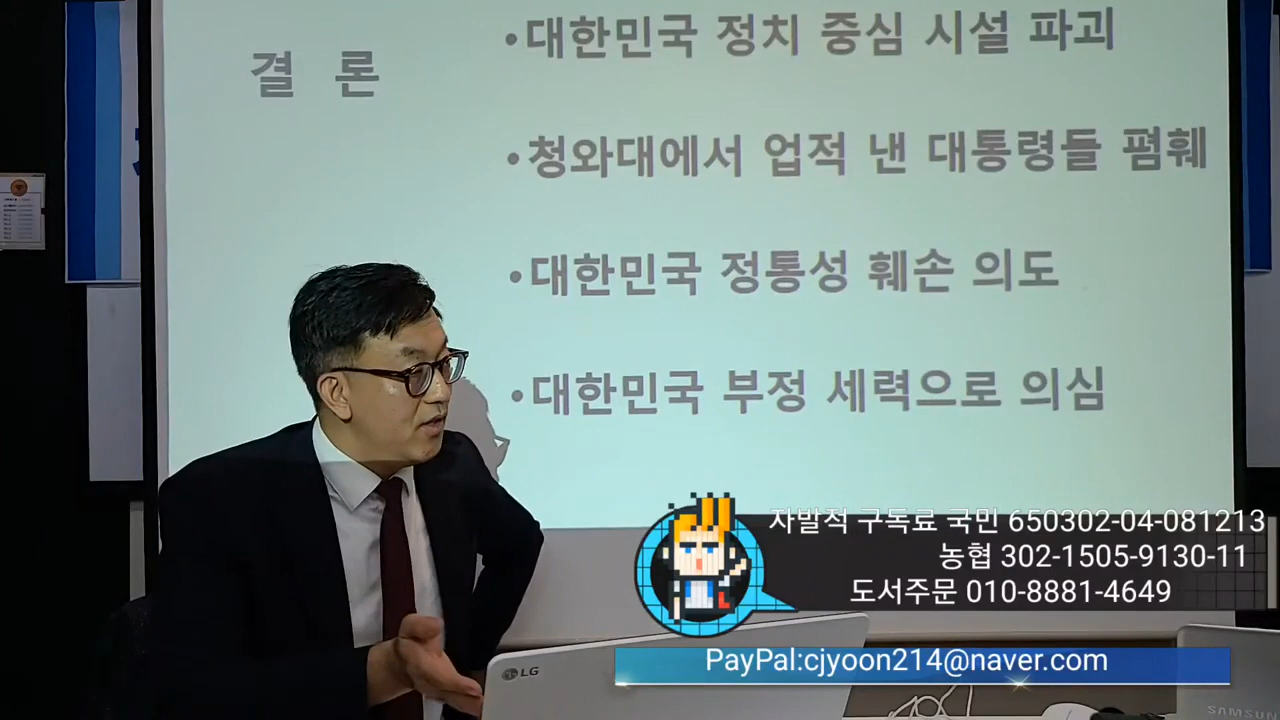 결 론
•대한민국 정치 중심 시설 파괴
•청와대에서 업적 낸 대통령들 폄훼
•대한민국 정통성 훼손 의도
•대한민국 부정 세력으로 의심
자발적 구독료 국민 650302-04-081213
농협 302-1505-9130-11
도서주문 010-8881-4649
PayPal:cjyoon214@naver.com
LG
SAMSUNG